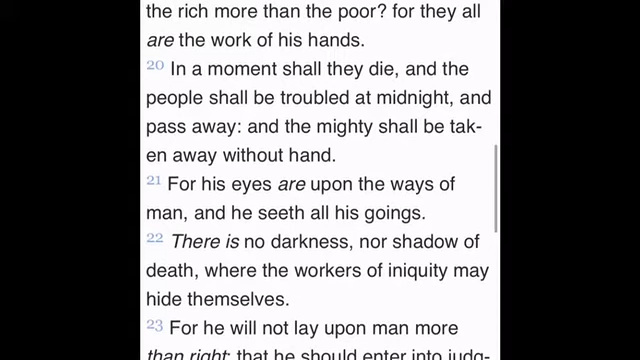 the rich more than the poor? for they all
are the work of his hands.
20 In a moment shall they die, and the
people shall be troubled at midnight, and
pass away: and the mighty shall be tak-
en away without hand.
21 For his eyes are upon the ways of
man, and he seeth all his goings.
22 There is no darkness, nor shadow of
death, where the workers of iniquity may
hide themselves.
23 For he will not lay upon man more
than right; that he should enter into judg-